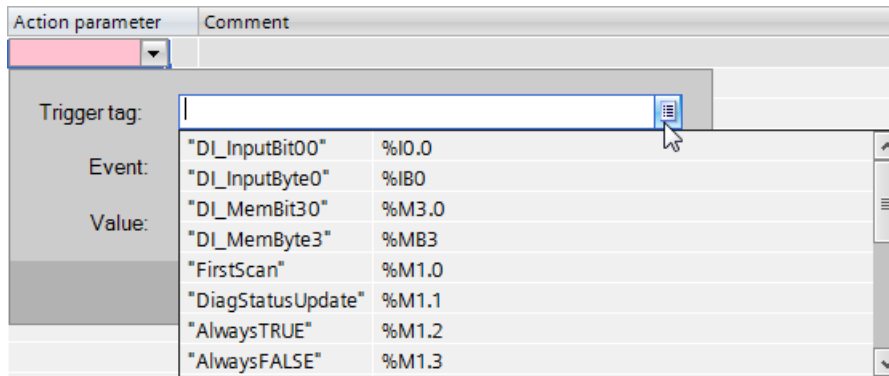 Action parameter Comment
Trigger tag:
"DI_InputBit00" %I0.0
Event:
"DI_InputByte0" %IB0
"DI_MemBit30" %M3.0
Value:
"DI_MemByte3" %MB3
"FirstScan" %M1.0
"DiagStatusUpdate" %M1.1
"AlwaysTRUE" %M1.2
"AlwaysFALSE" %M1.3